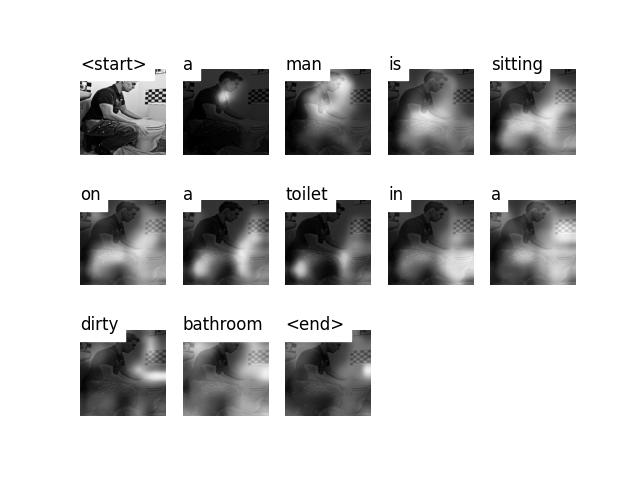 <start> a man is sitting
on a toilet in a
dirty bathroom <end>